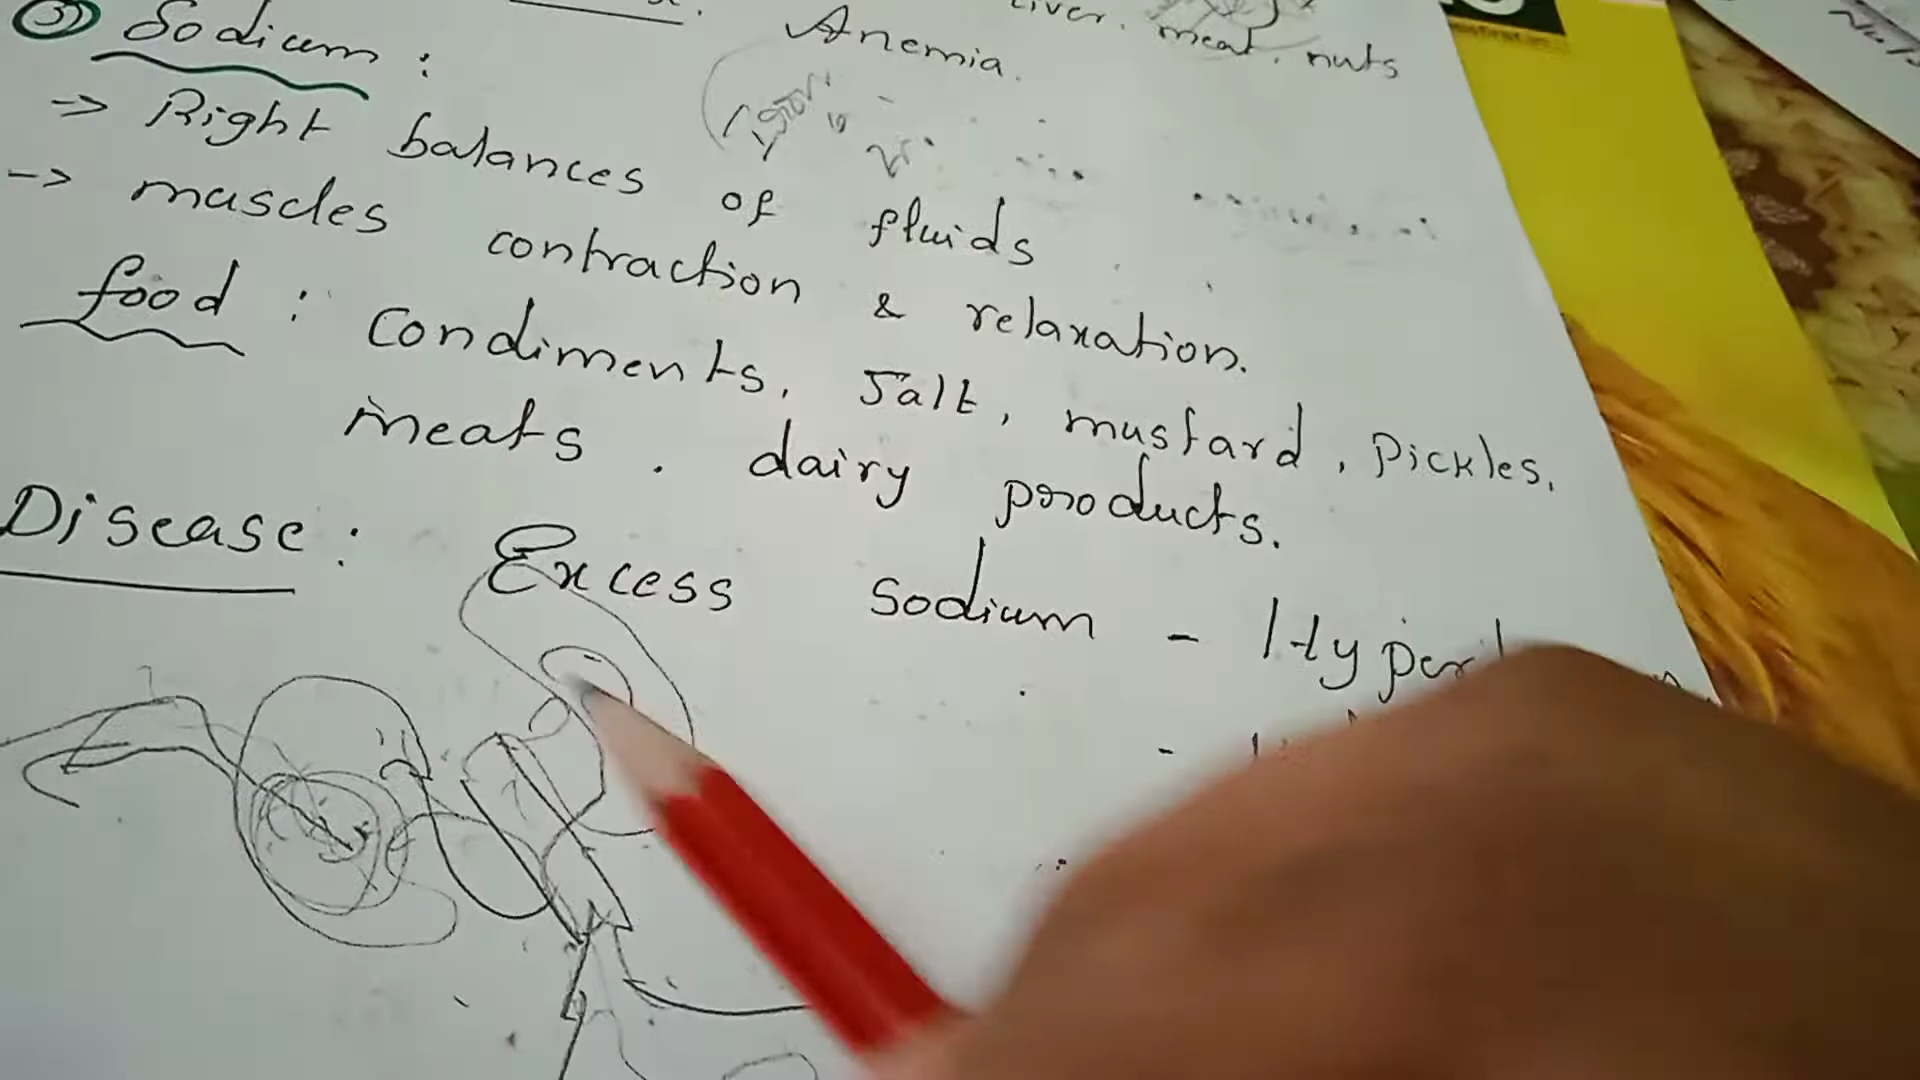 liver. meat. nuts
Anemia.
③ Sodium :
-> Right balances of fluids.
-> muscles contraction & relaxation.
food : Condiments, Salt, mustard, Pickles,
meats. dairy products.
Disease : Excess sodium -